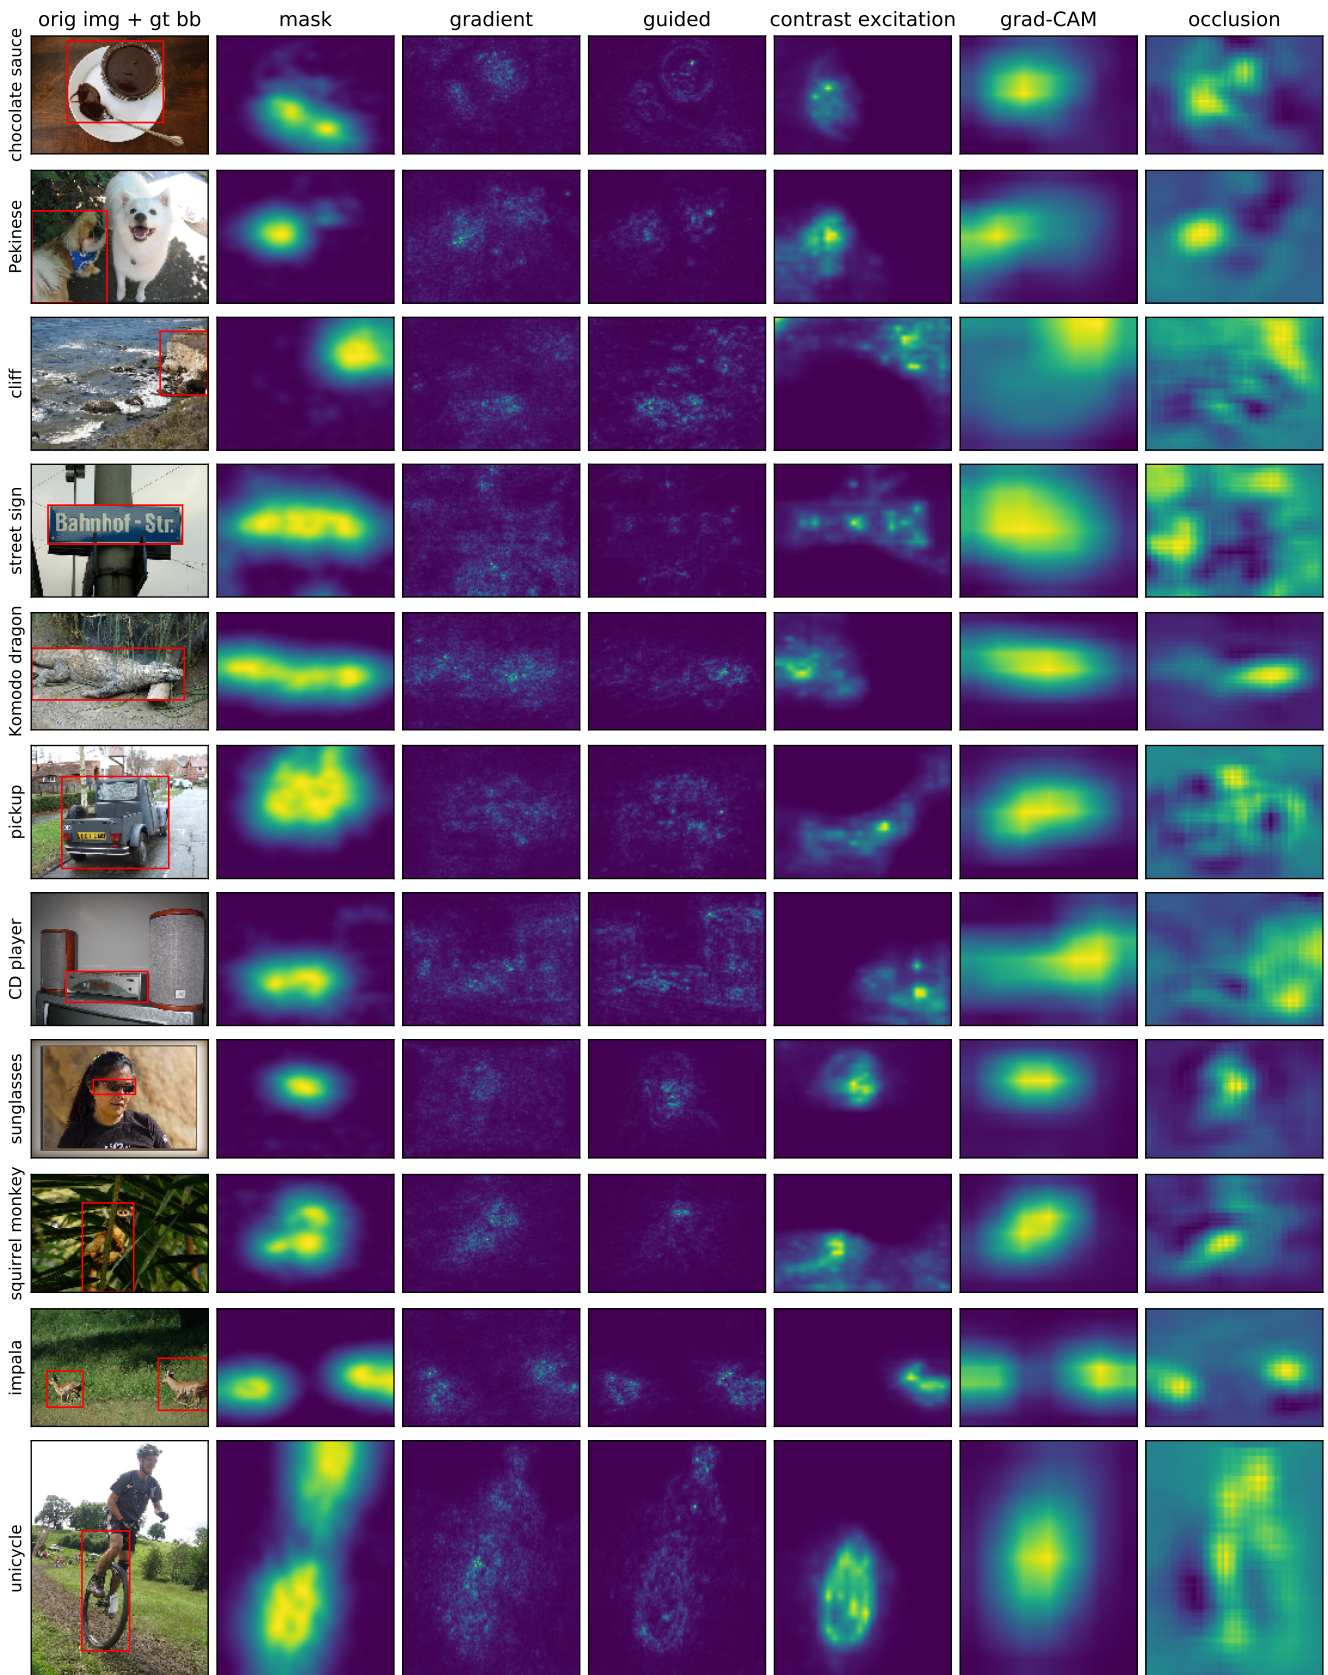 orig img + gt bb
mask
gradient
guided
contrast excitation
grad-CAM
occlusion
chocolate sauce
Pekinese
cliff
street sign
Bahnhof-Str.
Komodo dragon
pickup
CD player
sunglasses
squirrel monkey
impala
unicycle